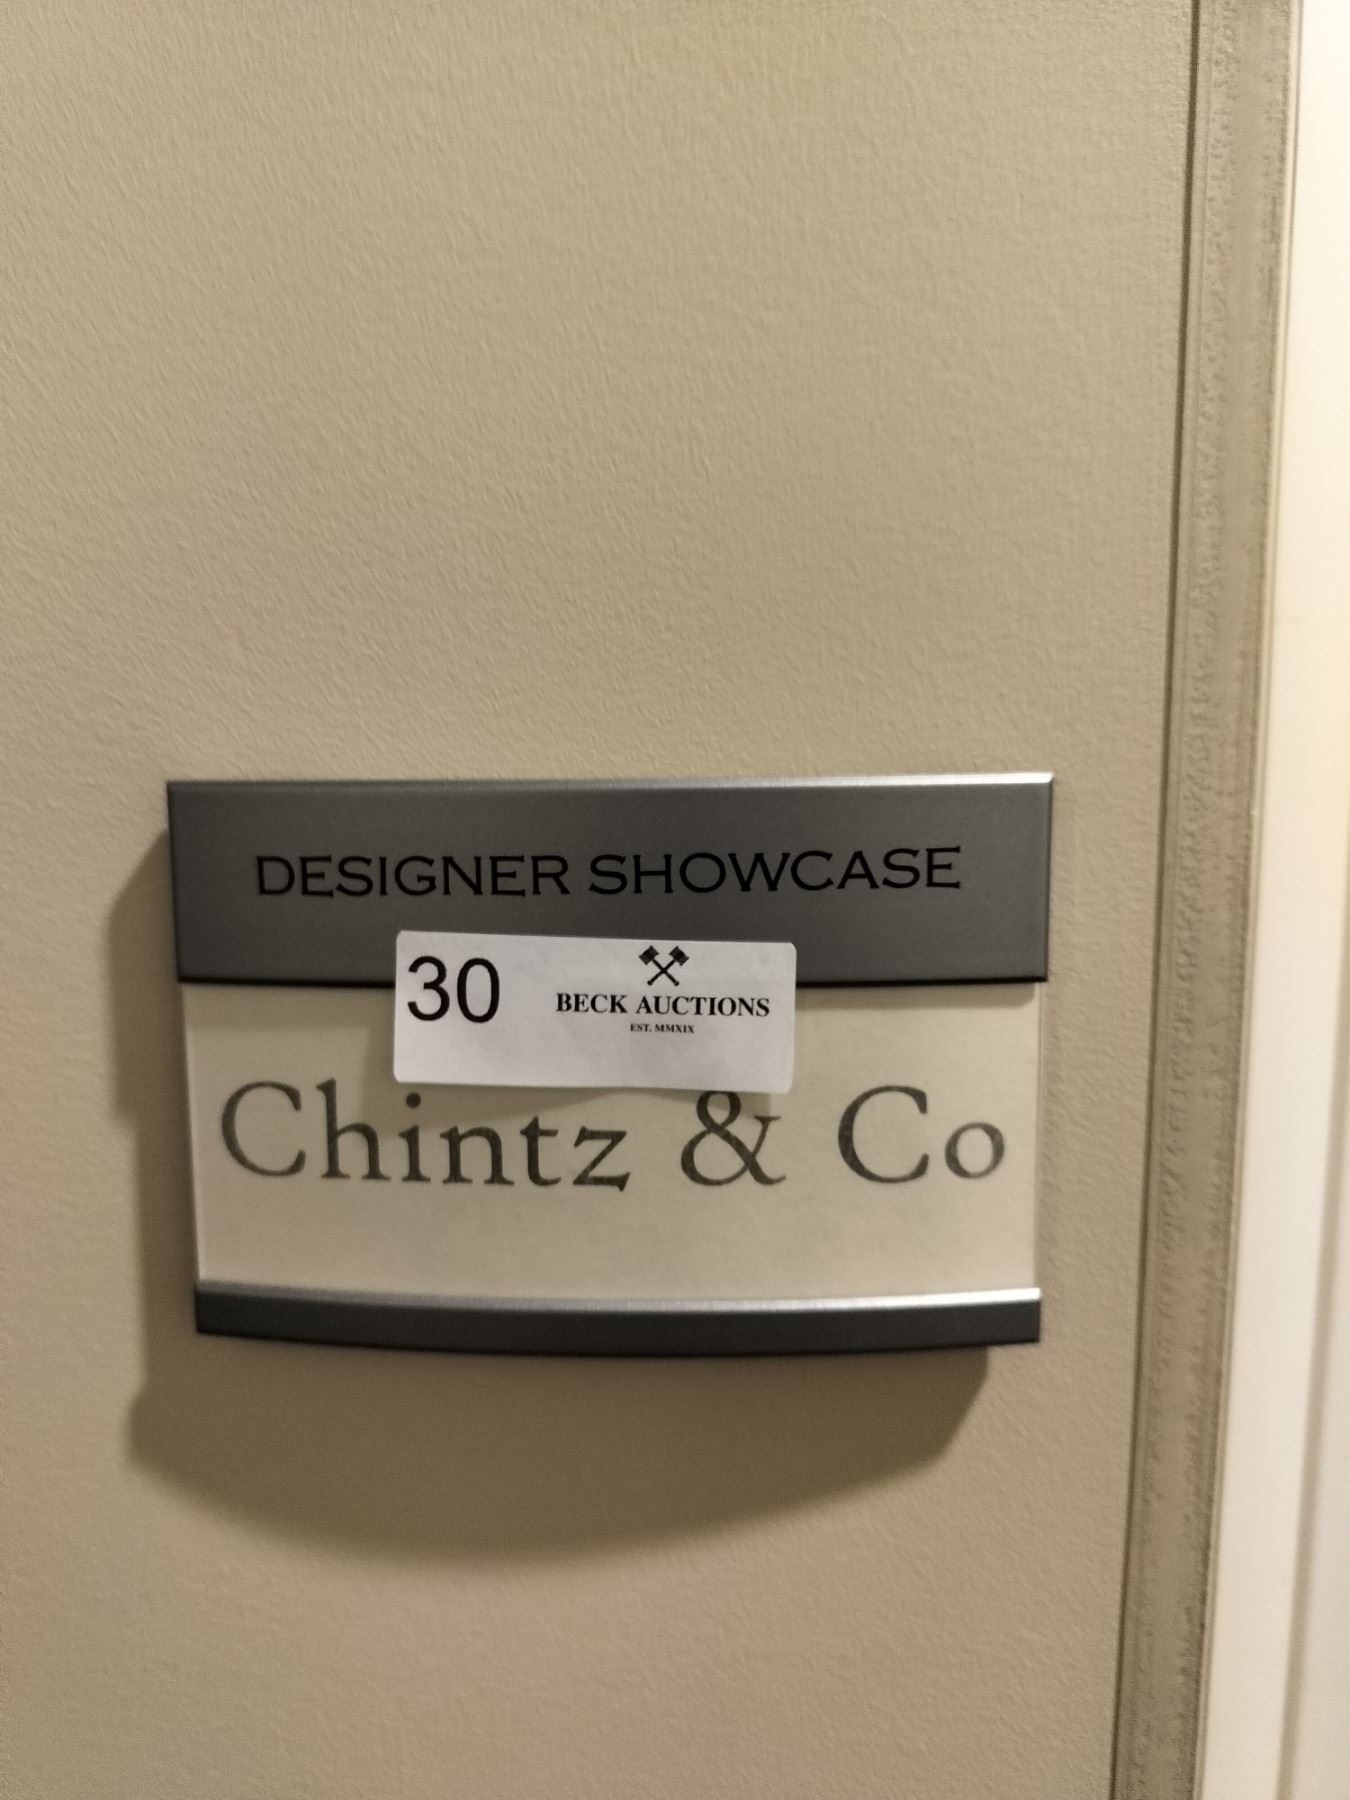 DESIGNER SHOWCASE
30
BECK AUCTIONS
EST. MMXIX
Chintz & Co